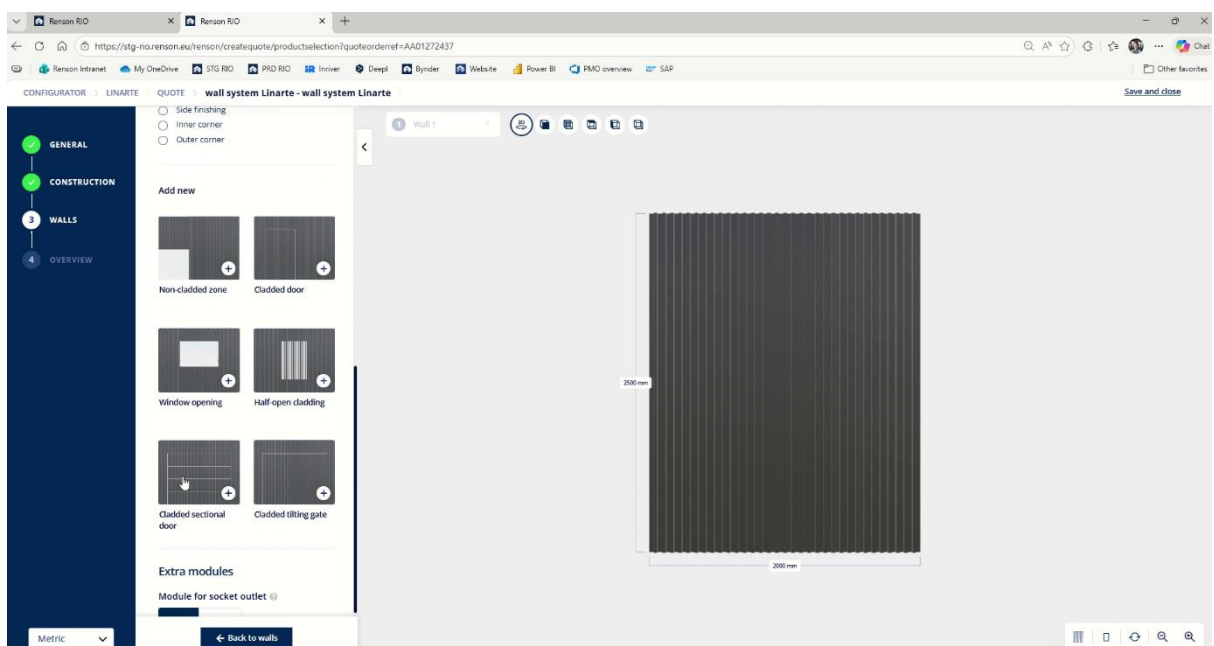 Renson RIO
Renson RIO
https://stg-rio.renson.eu/renson/createquote/productselection?quoteorderref=AA01272437
Chat
Renson Intranet My OneDrive STG RIO PRD RIO Inriver Deepl Bynder Website Power BI PMO overview SAP Other favorites
CONFIGURATOR > LINARTE QUOTE > wall system Linarte - wall system Linarte Save and close
GENERAL
CONSTRUCTION
3 WALLS
4 OVERVIEW
Metric
Side finishing
Inner corner
Outer corner
Add new
Non-cladded zone Cladded door
Window opening Half-open cladding
Cladded sectional door
Cladded tilting gate
Extra modules
Module for socket outlet
← Back to walls
1 Wall 1
3D
2500 mm
2000 mm